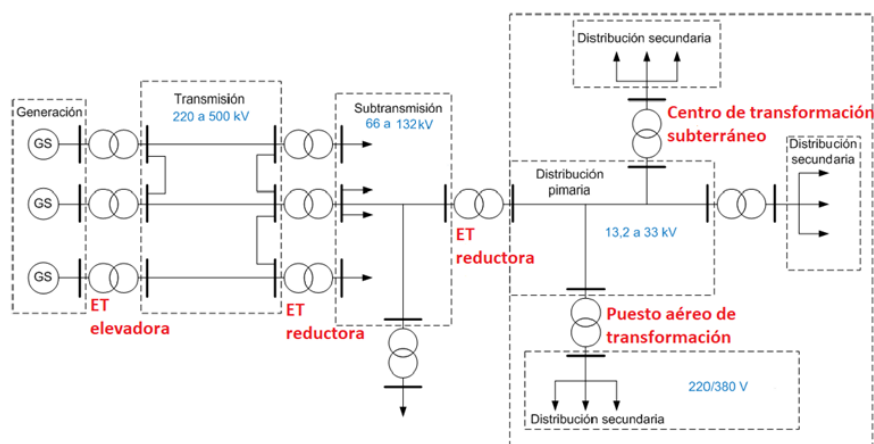 Generación
GS
GS
GS
ET
elevadora
Transmisión
220 a 500 kV
ET
reductora
Subtransmisión
66 a 132kV
ET
reductora
Distribución
pimaria
13,2 a 33 kV
Distribución secundaria
Centro de transformación
subterráneo
Distribución
secundaria
Puesto aéreo de
transformación
220/380 V
Distribución secundaria